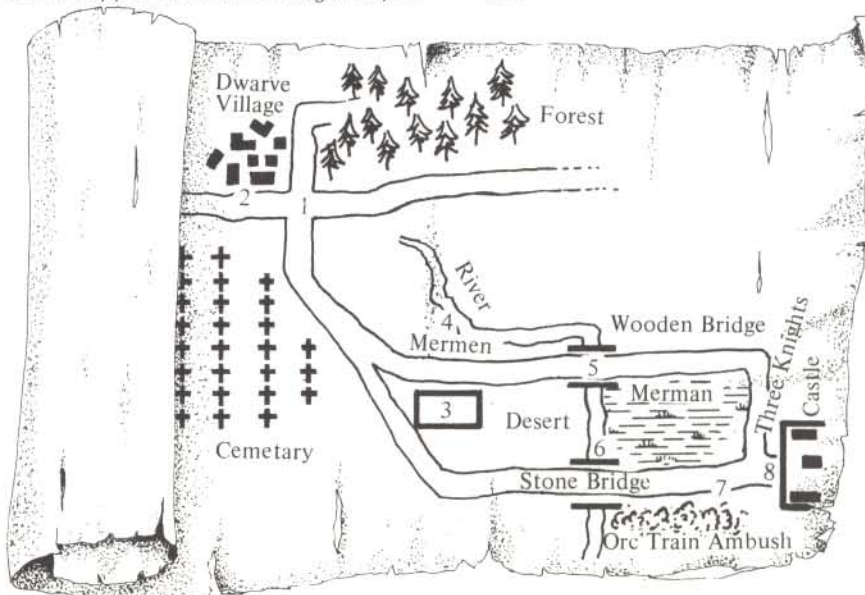 Dwarve
Village
Forest
2
1
River
4
Mermen
Wooden Bridge
5
Three Knights
Castle
3
Desert
Merman
Cemetary
6
Stone Bridge
7
8
Orc Train Ambush